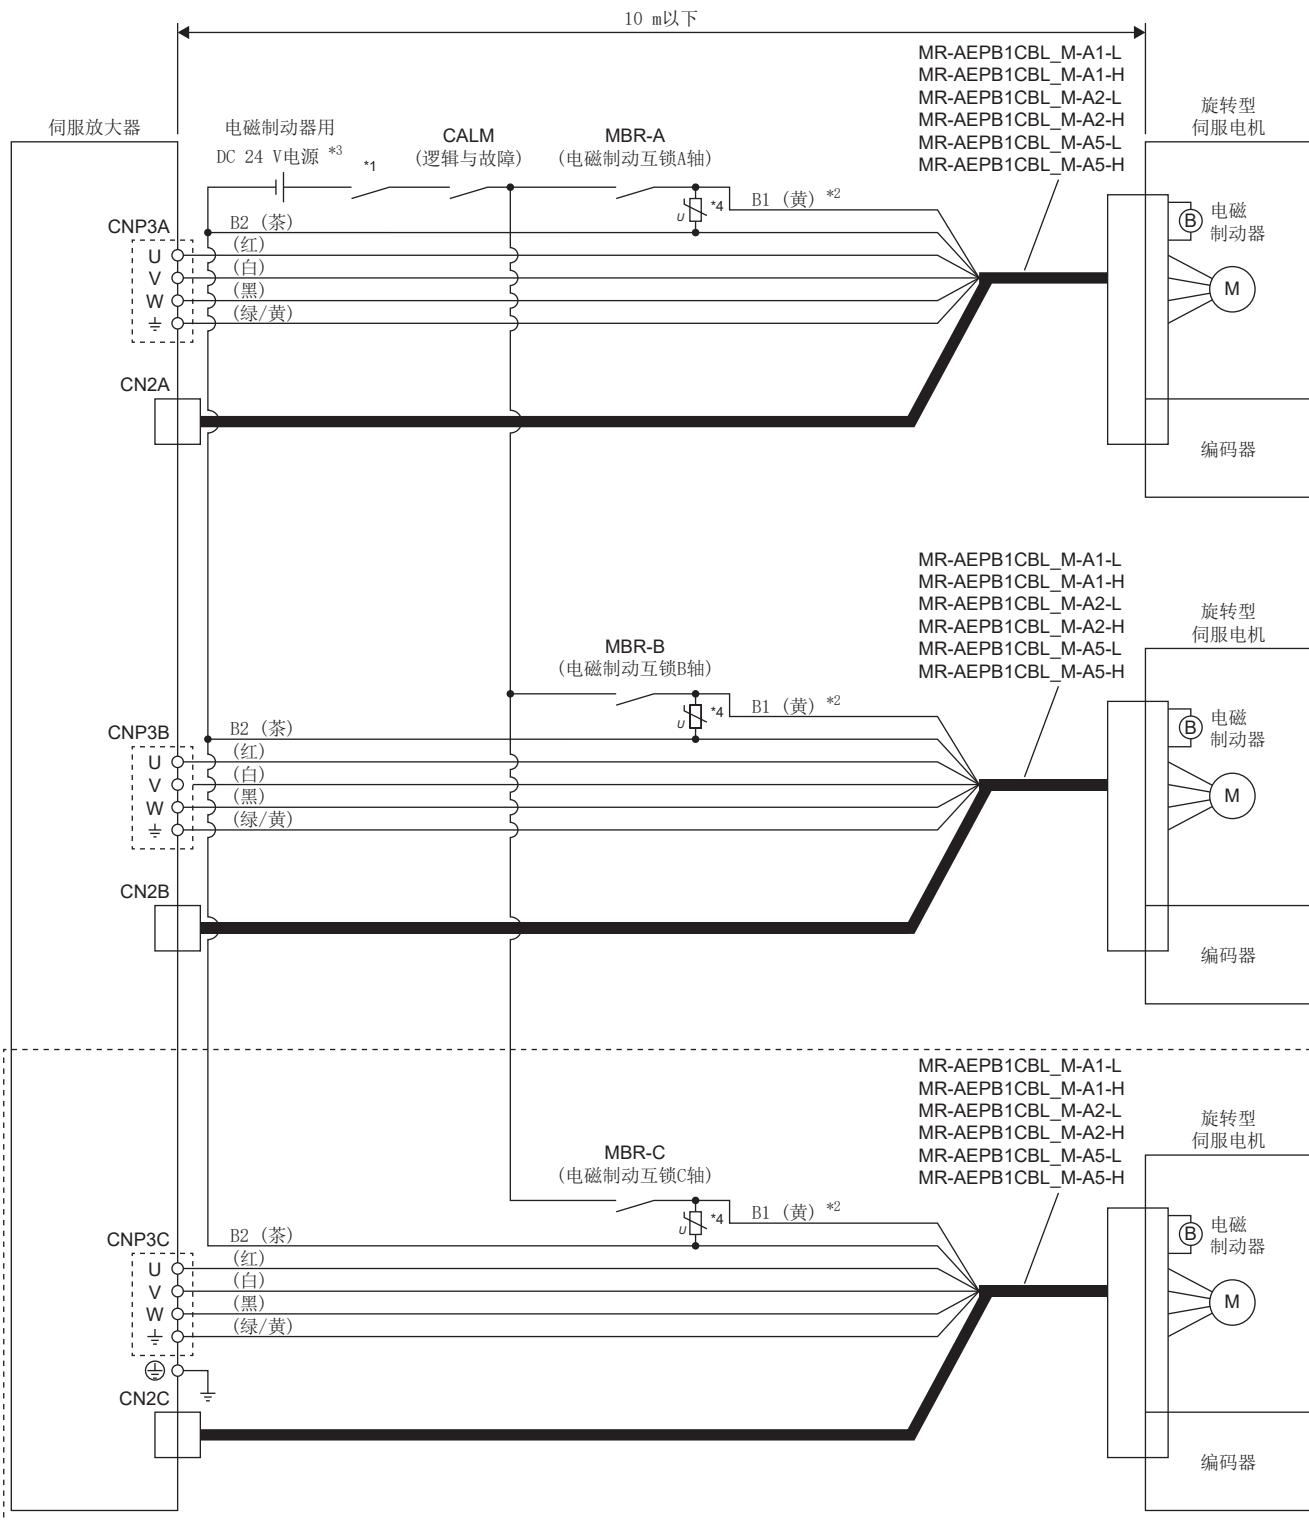 10 m以下
MR-AEPB1CBL_M-A1-L
MR-AEPB1CBL_M-A1-H
MR-AEPB1CBL_M-A2-L
MR-AEPB1CBL_M-A2-H
MR-AEPB1CBL_M-A5-L
MR-AEPB1CBL_M-A5-H
伺服放大器
电磁制动器用
DC 24 V电源 *3
*1
CALM
(逻辑与故障)
MBR-A
(电磁制动互锁A轴)
旋转型
伺服电机
U
*4
B1 (黄) *2
B2 (茶)
CNP3A
U
(红)
V
(白)
W
(黑)
(绿/黄)
B
电磁
制动器
M
CN2A
编码器
MR-AEPB1CBL_M-A1-L
MR-AEPB1CBL_M-A1-H
MR-AEPB1CBL_M-A2-L
MR-AEPB1CBL_M-A2-H
MR-AEPB1CBL_M-A5-L
MR-AEPB1CBL_M-A5-H
旋转型
伺服电机
MBR-B
(电磁制动互锁B轴)
U
*4
B1 (黄) *2
B2 (茶)
CNP3B
U
(红)
V
(白)
W
(黑)
(绿/黄)
B
电磁
制动器
M
CN2B
编码器
MR-AEPB1CBL_M-A1-L
MR-AEPB1CBL_M-A1-H
MR-AEPB1CBL_M-A2-L
MR-AEPB1CBL_M-A2-H
MR-AEPB1CBL_M-A5-L
MR-AEPB1CBL_M-A5-H
旋转型
伺服电机
MBR-C
(电磁制动互锁C轴)
U
*4
B1 (黄) *2
B2 (茶)
CNP3C
U
(红)
V
(白)
W
(黑)
(绿/黄)
B
电磁
制动器
M
CN2C
编码器